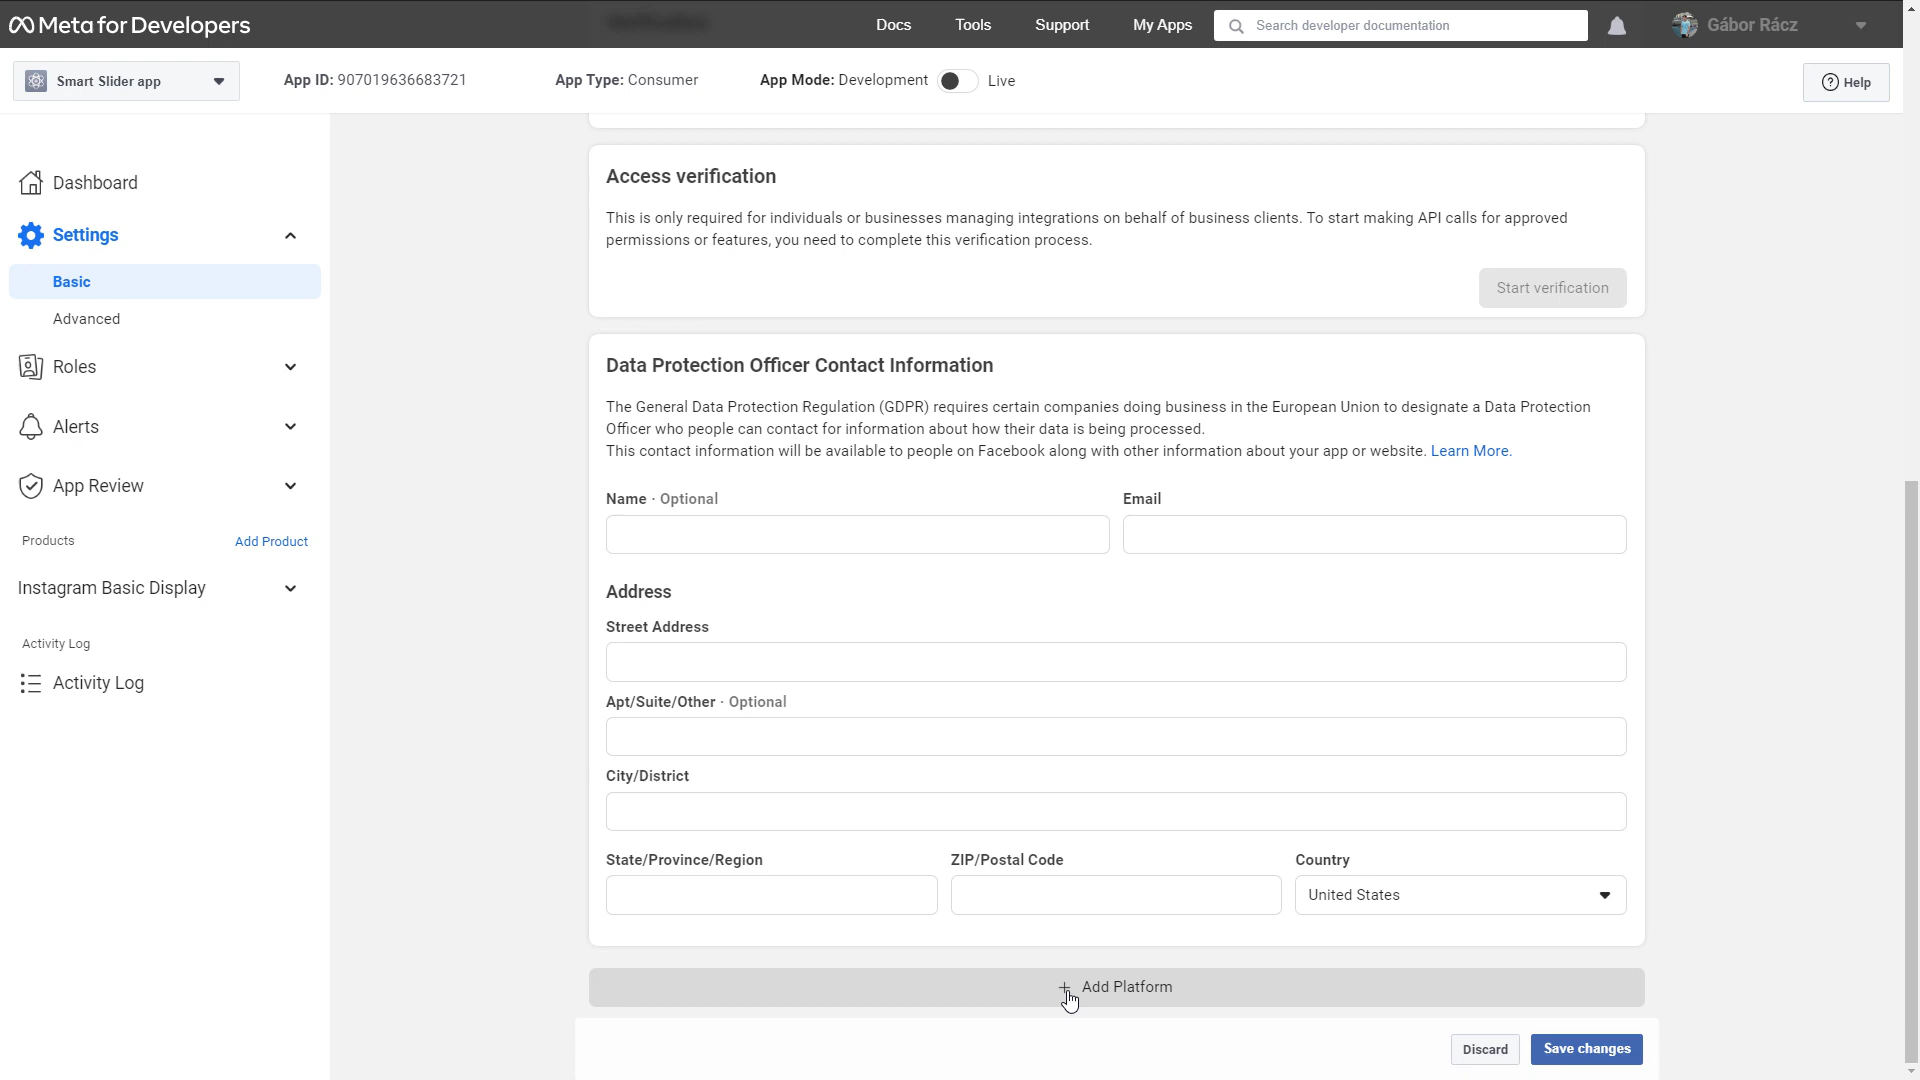 Meta for Developers
Docs
Tools
Support
My Apps
Search developer documentation
Gábor Rácz
Smart Slider app
App ID: 907019636683721
App Type: Consumer
App Mode: Development
Live
Help
Dashboard
Settings
Basic
Advanced
Roles
Alerts
App Review
Products
Add Product
Instagram Basic Display
Activity Log
Activity Log
Access verification
This is only required for individuals or businesses managing integrations on behalf of business clients. To start making API calls for approved
permissions or features, you need to complete this verification process.
Start verification
Data Protection Officer Contact Information
The General Data Protection Regulation (GDPR) requires certain companies doing business in the European Union to designate a Data Protection
Officer who people can contact for information about how their data is being processed.
This contact information will be available to people on Facebook along with other information about your app or website. Learn More.
Name · Optional
Email
Address
Street Address
Apt/Suite/Other · Optional
City/District
State/Province/Region
ZIP/Postal Code
Country
United States
+ Add Platform
Discard
Save changes